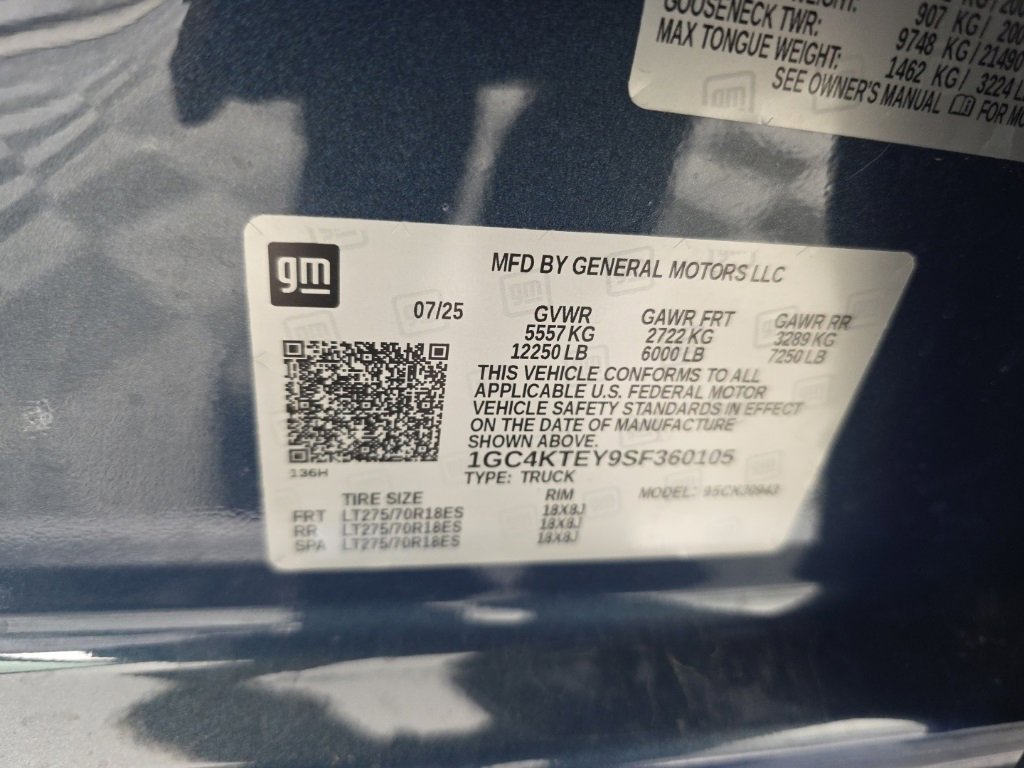 GOOSENECK TWR:
907 KG/
9748 KG/21490
MAX TONGUE WEIGHT:
1462 KG/ 3224
SEE OWNER'S MANUAL FOR
gm
MFD BY GENERAL MOTORS LLC
07/25
GVWR GAWR FRT GAWR RR
5557 KG 2722 KG 3289 KG
12250 LB 6000 LB 7250 LB
THIS VEHICLE CONFORMS TO ALL
APPLICABLE U.S. FEDERAL MOTOR
VEHICLE SAFETY STANDARDS IN EFFECT
ON THE DATE OF MANUFACTURE
SHOWN ABOVE.
1GC4KTEY9SF360105
136H
TYPE: TRUCK
MODEL:
TIRE SIZE RIM
FRT LT275/70R18ES 18X8J
RR LT275/70R18ES 18X8J
SPA LT275/70R18ES 18X8J